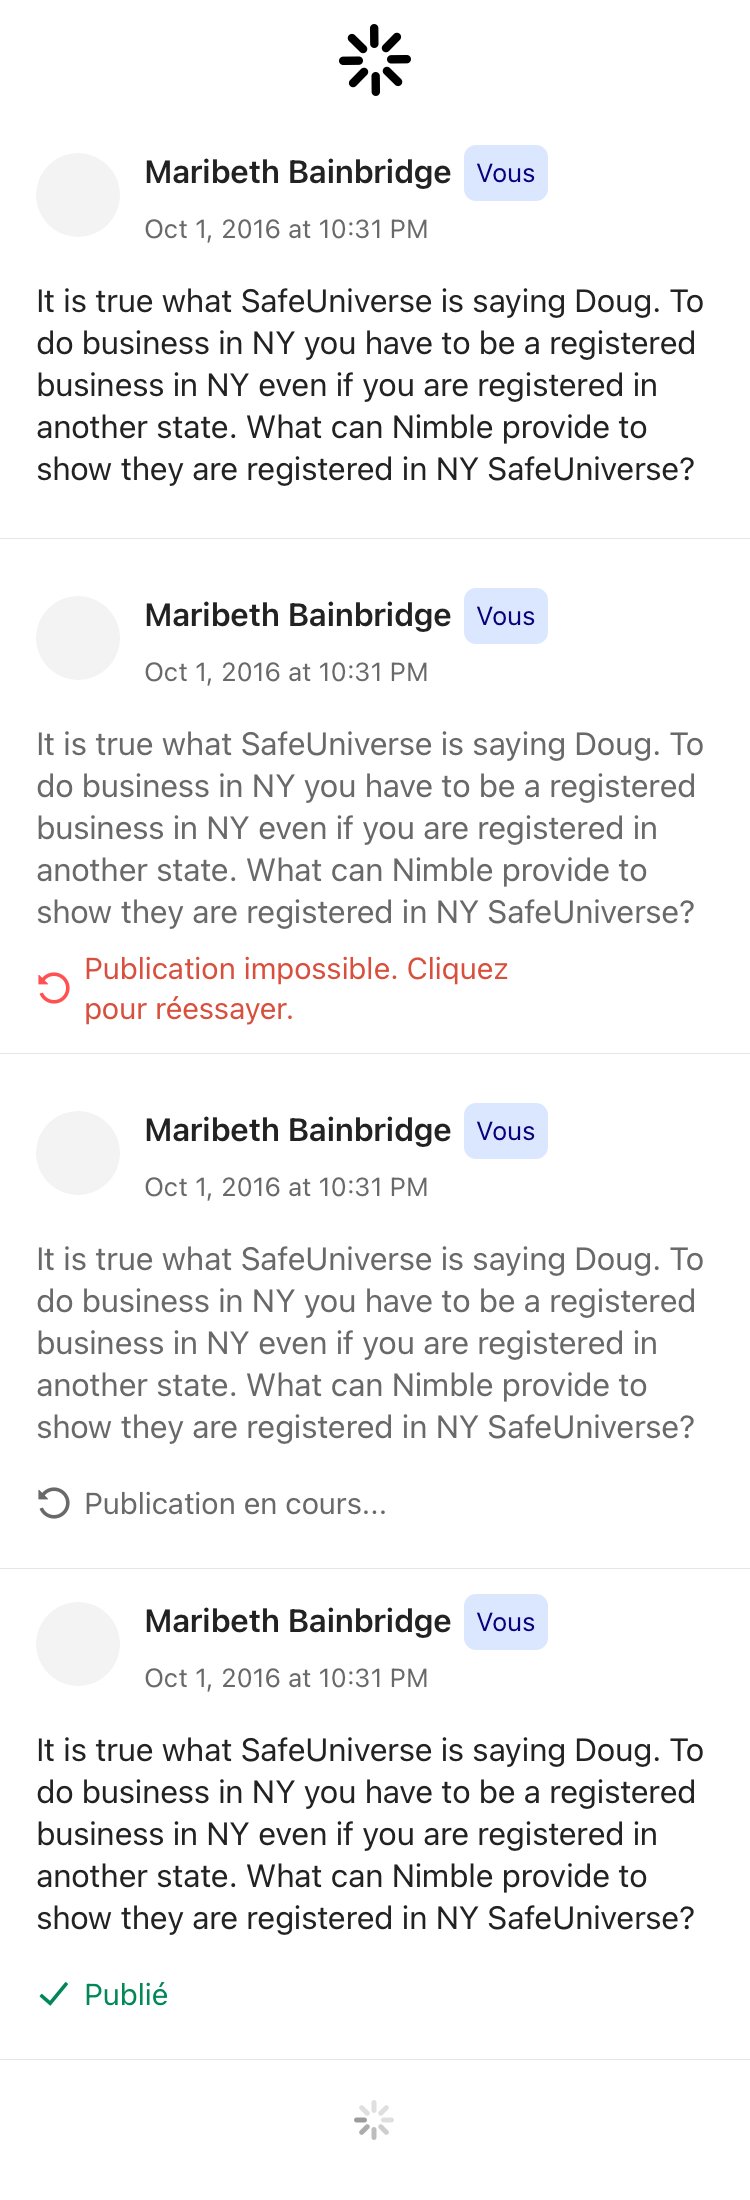 Maribeth Bainbridge Vous
Oct 1, 2016 at 10:31 PM
It is true what SafeUniverse is saying Doug. To
do business in NY you have to be a registered
business in NY even if you are registered in
another state. What can Nimble provide to
show they are registered in NY SafeUniverse?
Maribeth Bainbridge Vous
Oct 1, 2016 at 10:31 PM
It is true what SafeUniverse is saying Doug. To
do business in NY you have to be a registered
business in NY even if you are registered in
another state. What can Nimble provide to
show they are registered in NY SafeUniverse?
Publication impossible. Cliquez
pour réessayer.
Maribeth Bainbridge Vous
Oct 1, 2016 at 10:31 PM
It is true what SafeUniverse is saying Doug. To
do business in NY you have to be a registered
business in NY even if you are registered in
another state. What can Nimble provide to
show they are registered in NY SafeUniverse?
Publication en cours...
Maribeth Bainbridge Vous
Oct 1, 2016 at 10:31 PM
It is true what SafeUniverse is saying Doug. To
do business in NY you have to be a registered
business in NY even if you are registered in
another state. What can Nimble provide to
show they are registered in NY SafeUniverse?
Publié